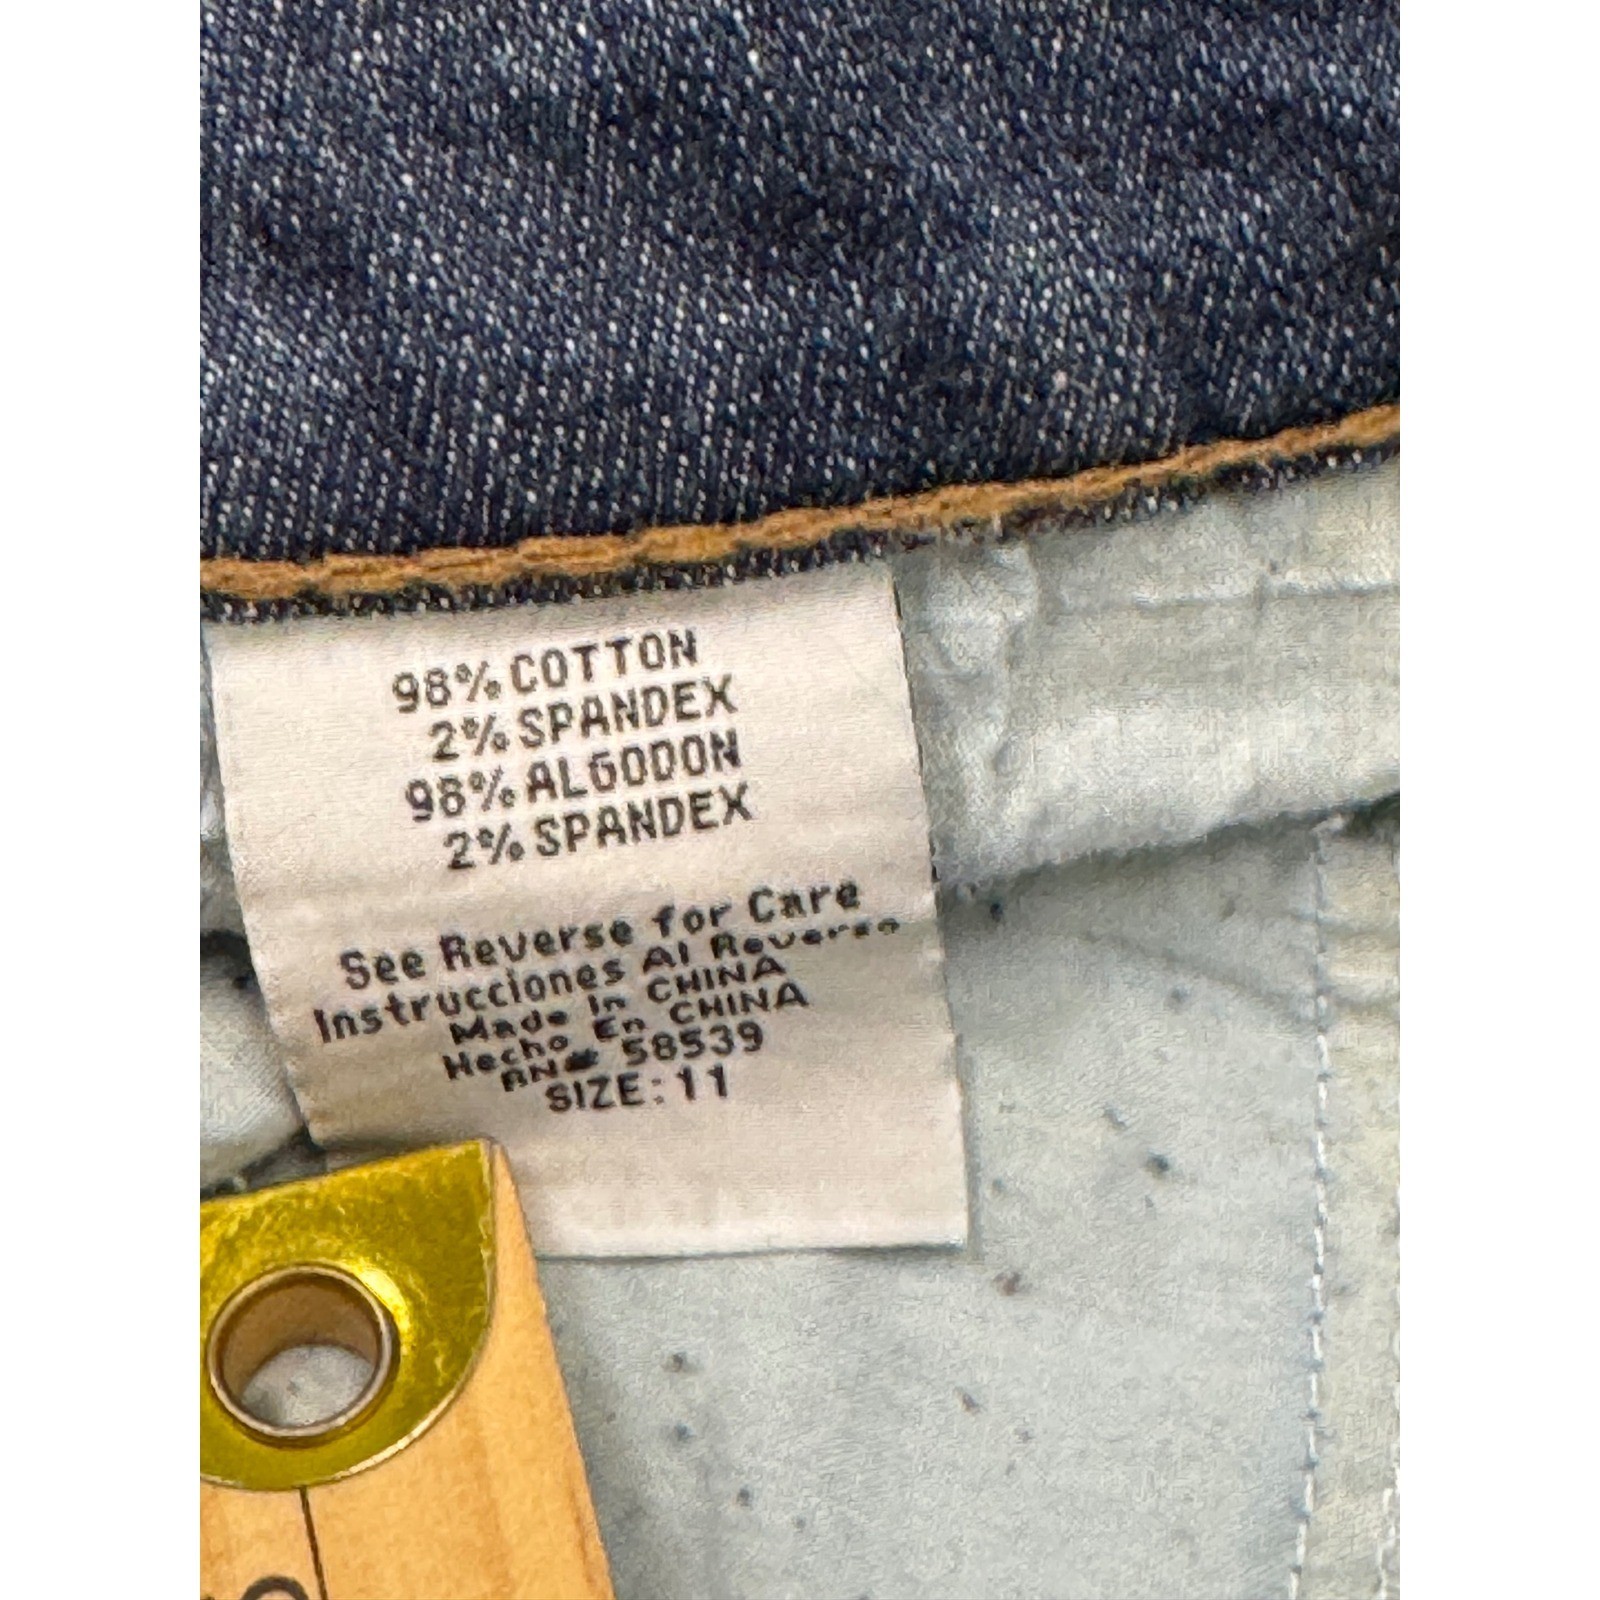 98% COTTON
2% SPANDEX
98% ALGODON
2% SPANDEX
See Reverse for Care
Instrucciones Al Reverso
Made In CHINA
Hecho En CHINA
RN# 58539
SIZE: 11